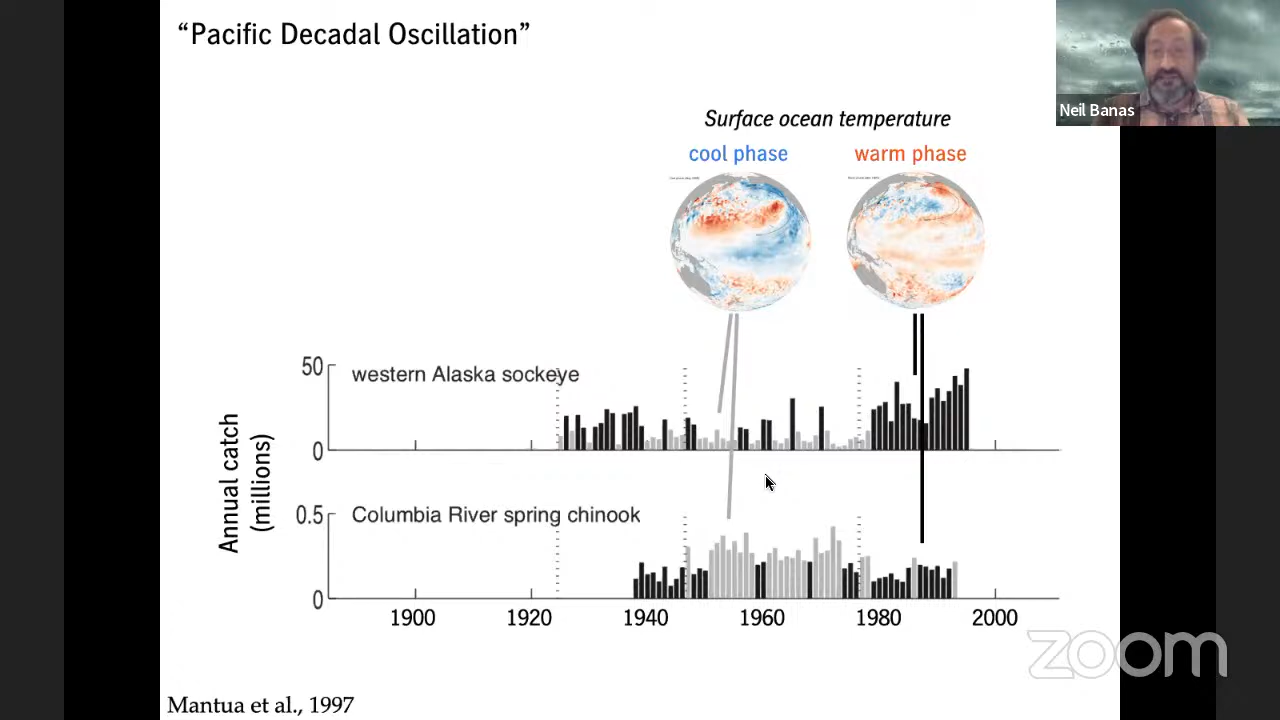 “Pacific Decadal Oscillation”
Neil Banas
Surface ocean temperature
cool phase
warm phase
50
western Alaska sockeye
0
Annual catch
(millions)
0.5
Columbia River spring chinook
0
1900 1920 1940 1960 1980 2000
zoom
Mantua et al., 1997